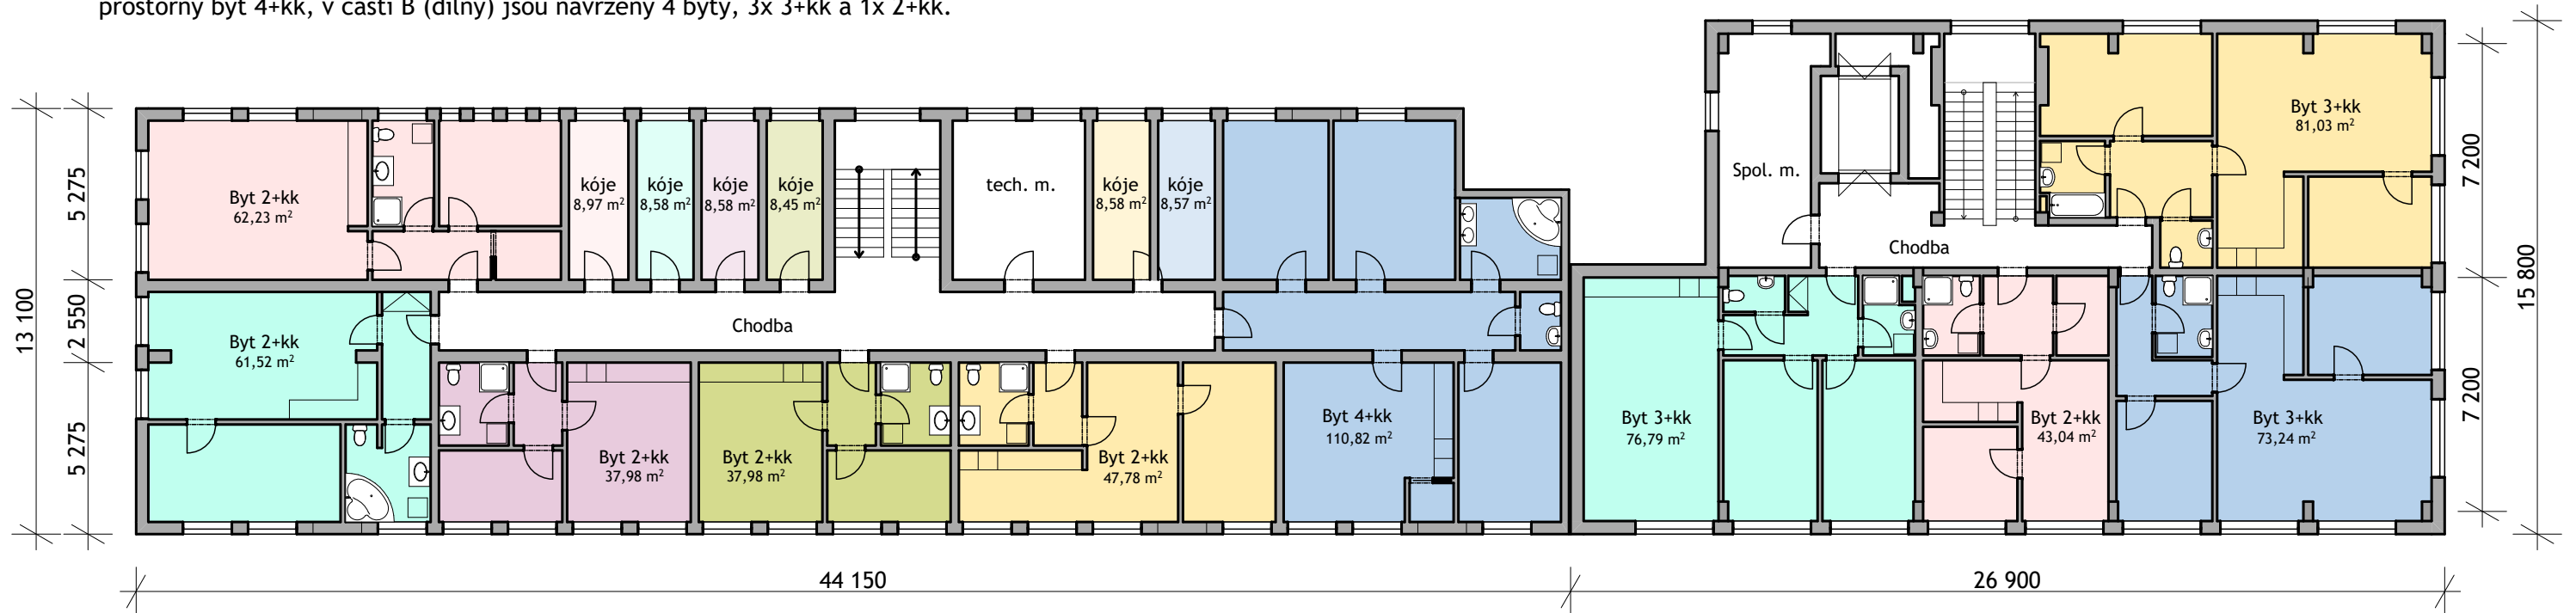 prostorný byt 4+kk, v části B (dílny) jsou navrženy 4 byty, 3x 3+kk a 1x 2+kk.
Byt 2+kk
62,23 m²
kóje
8,97 m²
kóje
8,58 m²
kóje
8,58 m²
kóje
8,45 m²
tech. m.
kóje
8,58 m²
kóje
8,57 m²
Spol. m.
Chodba
Byt 3+kk
81,03 m²
Byt 2+kk
61,52 m²
Chodba
Byt 2+kk
37,98 m²
Byt 2+kk
37,98 m²
Byt 2+kk
47,78 m²
Byt 4+kk
110,82 m²
Byt 3+kk
76,79 m²
Byt 2+kk
43,04 m²
Byt 3+kk
73,24 m²
13 100
5 275
2 550
5 275
7 200
7 200
15 800
44 150
26 900